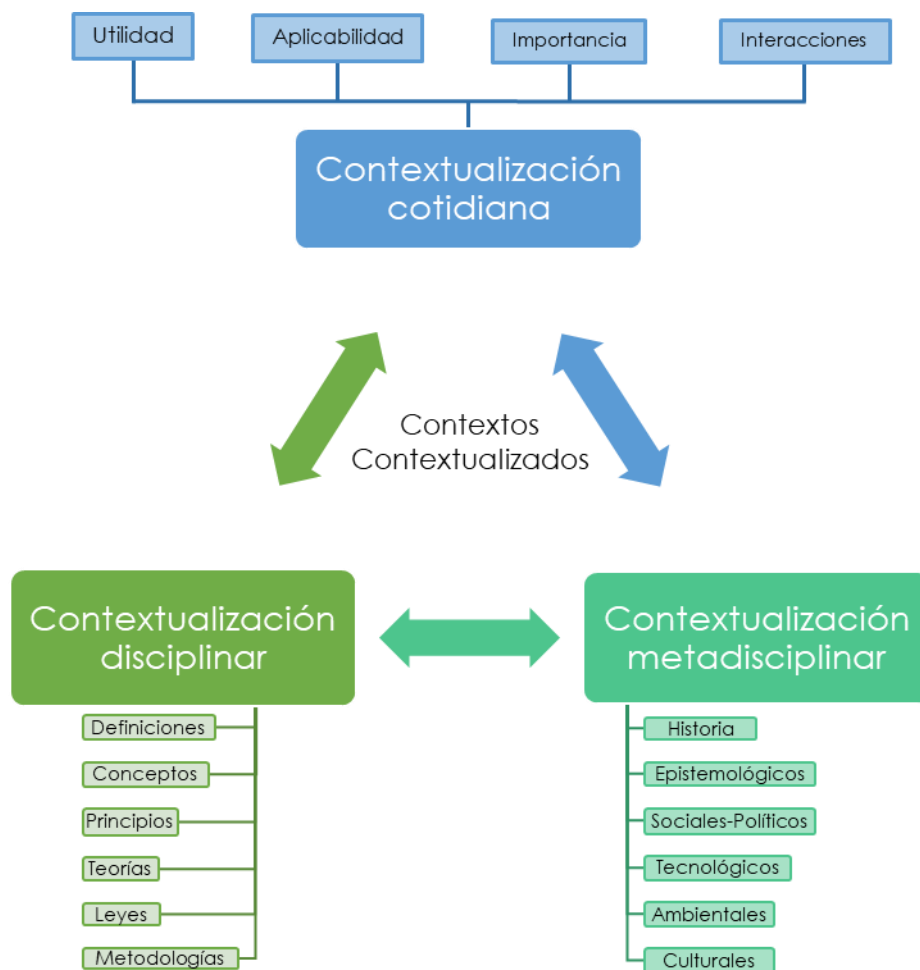 Utilidad
Aplicabilidad
Importancia
Interacciones
Contextualización
cotidiana
Contextos
Contextualizados
Contextualización
disciplinar
Definiciones
Conceptos
Principios
Teorías
Leyes
Metodologías
Contextualización
metadisciplinar
Historia
Epistemológicos
Sociales-Políticos
Tecnológicos
Ambientales
Culturales